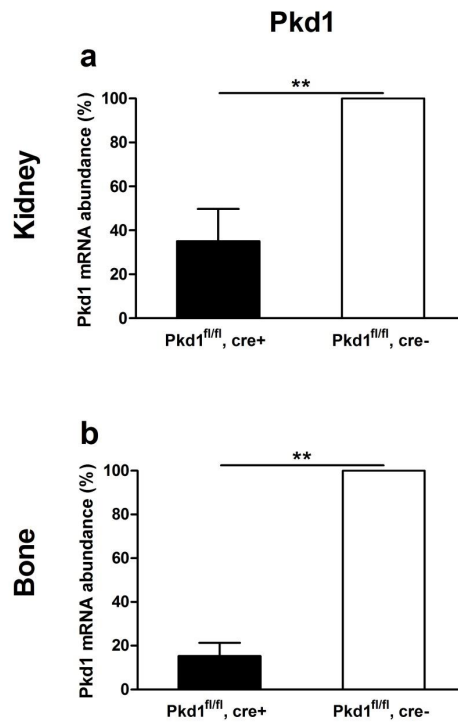 Pkd1
a
Kidney
**
Pkd1 mRNA abundance (%)
100
80
60
40
20
0
Pkd1fl/fl, cre+
Pkd1fl/fl, cre-
b
Bone
**
Pkd1 mRNA abundance (%)
100
80
60
40
20
0
Pkd1fl/fl, cre+
Pkd1fl/fl, cre-